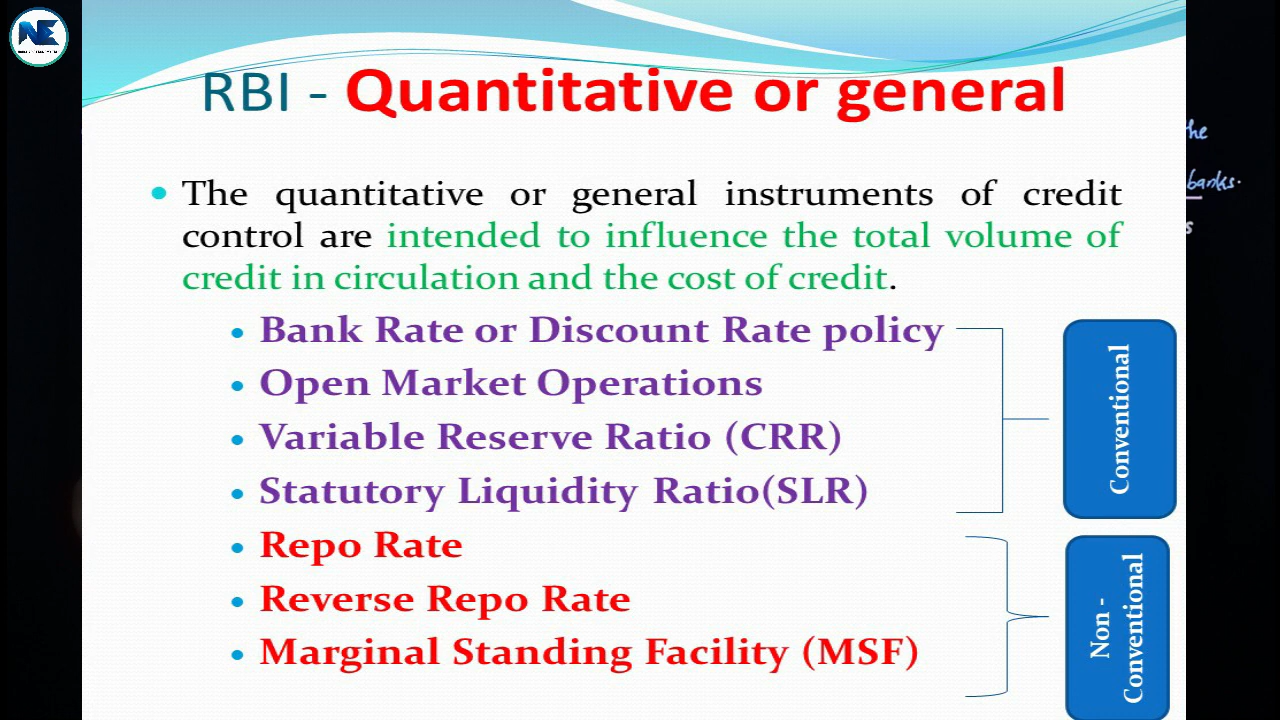 NE
RBI - Quantitative or general
The quantitative or general instruments of credit
control are intended to influence the total volume of
credit in circulation and the cost of credit.
Bank Rate or Discount Rate policy
Open Market Operations
Variable Reserve Ratio (CRR)
Statutory Liquidity Ratio(SLR)
Conventional
Repo Rate
Reverse Repo Rate
Marginal Standing Facility (MSF)
Non -
Conventional
the
banks.
s